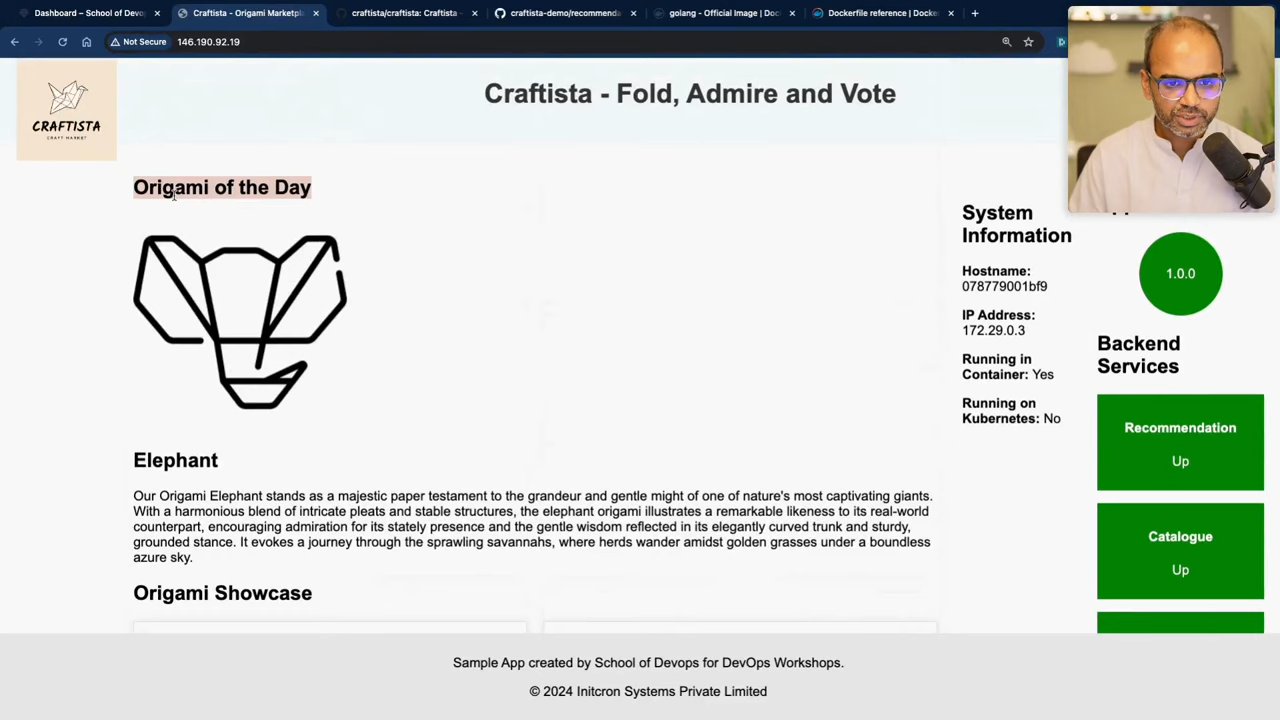 Dashboard – School of Devop
Craftista - Origami Marketpla
craftista/craftista: Craftista -
craftista-demo/recommenda
golang - Official Image | Doc
Dockerfile reference | Docke
Not Secure
146.190.92.19
CRAFTISTA
CRAFT MARKET
Craftista - Fold, Admire and Vote
Origami of the Day
Elephant
Our Origami Elephant stands as a majestic paper testament to the grandeur and gentle might of one of nature's most captivating giants.
With a harmonious blend of intricate pleats and stable structures, the elephant origami illustrates a remarkable likeness to its real-world
counterpart, encouraging admiration for its stately presence and the gentle wisdom reflected in its elegantly curved trunk and sturdy,
grounded stance. It evokes a journey through the sprawling savannahs, where herds wander amidst golden grasses under a boundless
azure sky.
Origami Showcase
System
Information
Hostname:
078779001bf9
IP Address:
172.29.0.3
Running in
Container: Yes
Running on
Kubernetes: No
1.0.0
Backend
Services
Recommendation
Up
Catalogue
Up
Sample App created by School of Devops for DevOps Workshops.
© 2024 Initcron Systems Private Limited